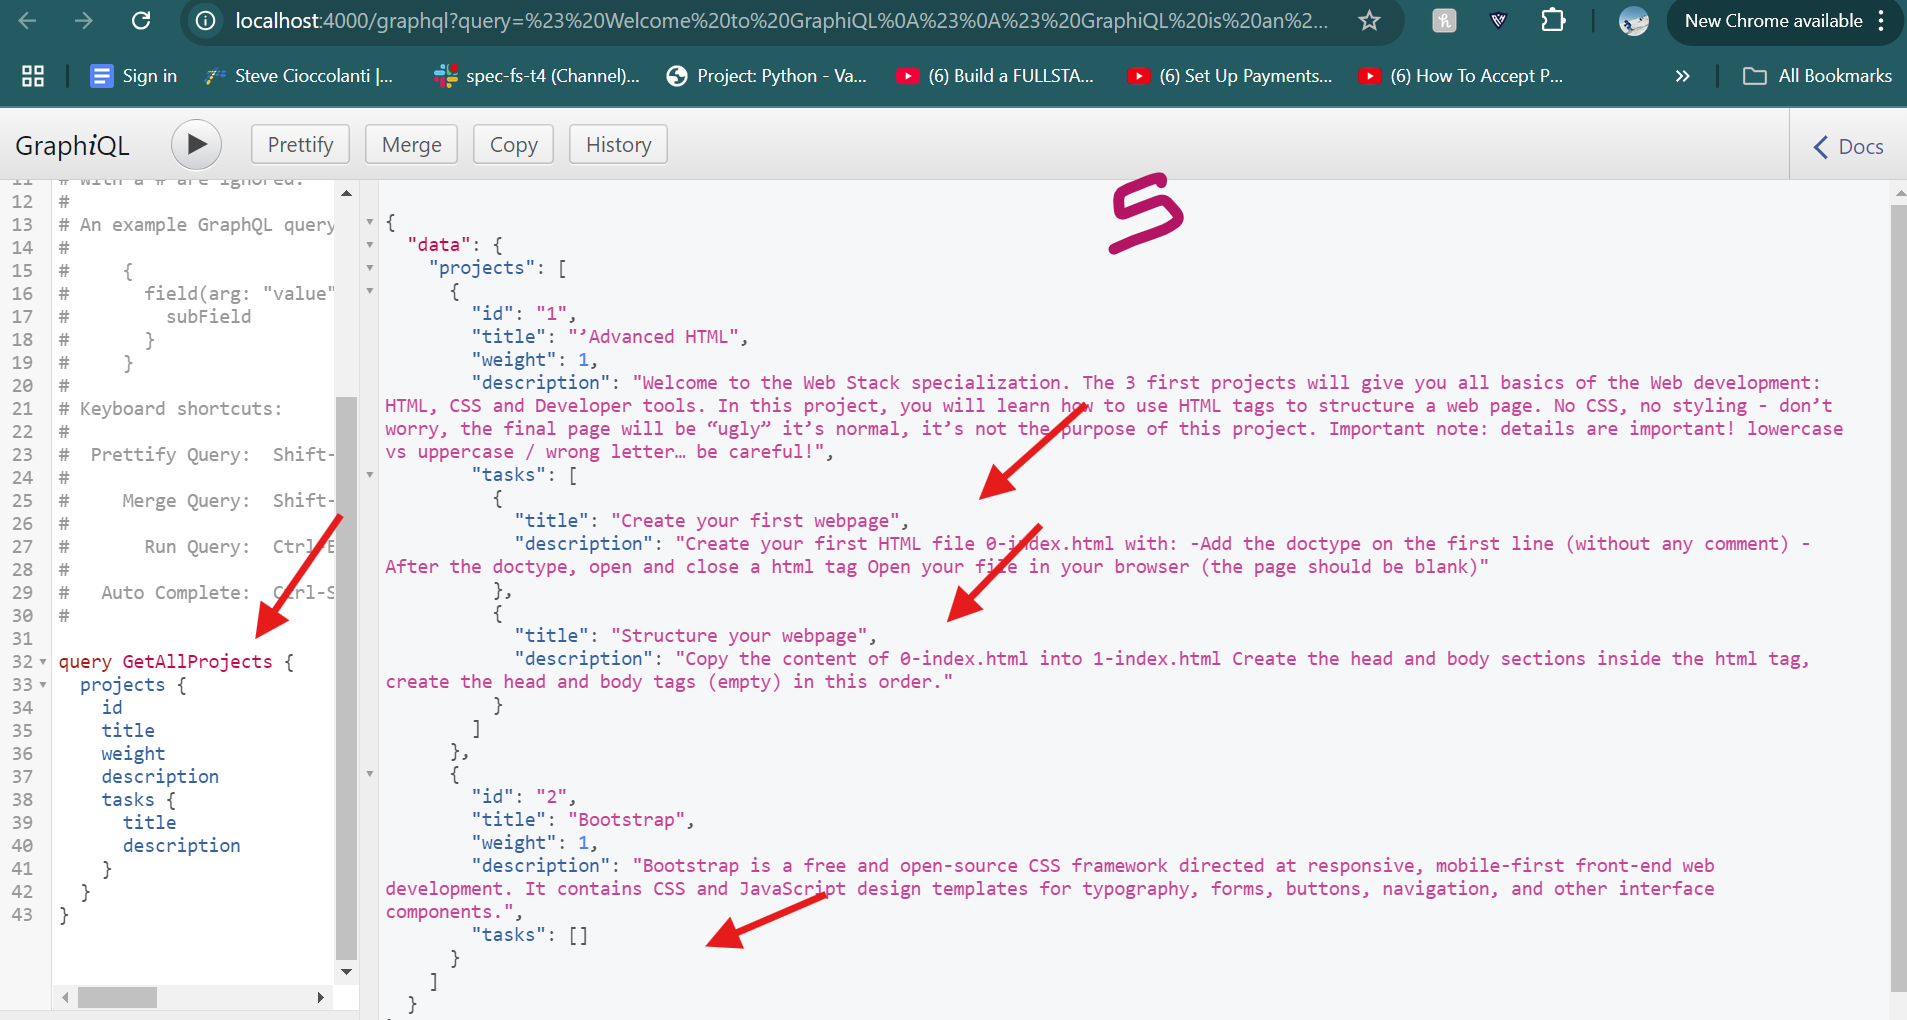 localhost:4000/graphql?query=%23%20Welcome%20to%20GraphiQL%0A%23%0A%23%20GraphiQL%20is%20an%2...
New Chrome available
Sign in
Steve Cioccolanti |...
spec-fs-t4 (Channel)...
Project: Python - Va...
(6) Build a FULLSTA...
(6) Set Up Payments...
(6) How To Accept P...
»
All Bookmarks
GraphiQL
Prettify
Merge
Copy
History
Docs
5
11 # with a # are ignored.
12 #
13 # An example GraphQL query
14 #
15 #     {
16 #       field(arg: "value"
17 #         subField
18 #       }
19 #     }
20 #
21 # Keyboard shortcuts:
22 #
23 #  Prettify Query:  Shift-
24 #
25 #     Merge Query:  Shift-
26 #
27 #       Run Query:  Ctrl-E
28 #
29 #   Auto Complete:  Ctrl-S
30 #
31
32 query GetAllProjects {
33   projects {
34     id
35     title
36     weight
37     description
38     tasks {
39       title
40       description
41     }
42   }
43 }
{
  "data": {
    "projects": [
      {
        "id": "1",
        "title": "’Advanced HTML",
        "weight": 1,
        "description": "Welcome to the Web Stack specialization. The 3 first projects will give you all basics of the Web development:
HTML, CSS and Developer tools. In this project, you will learn how to use HTML tags to structure a web page. No CSS, no styling - don’t
worry, the final page will be “ugly” it’s normal, it’s not the purpose of this project. Important note: details are important! lowercase
vs uppercase / wrong letter… be careful!",
        "tasks": [
          {
            "title": "Create your first webpage",
            "description": "Create your first HTML file 0-index.html with: -Add the doctype on the first line (without any comment) -
After the doctype, open and close a html tag Open your file in your browser (the page should be blank)"
          },
          {
            "title": "Structure your webpage",
            "description": "Copy the content of 0-index.html into 1-index.html Create the head and body sections inside the html tag,
create the head and body tags (empty) in this order."
          }
        ]
      },
      {
        "id": "2",
        "title": "Bootstrap",
        "weight": 1,
        "description": "Bootstrap is a free and open-source CSS framework directed at responsive, mobile-first front-end web
development. It contains CSS and JavaScript design templates for typography, forms, buttons, navigation, and other interface
components.",
        "tasks": []
      }
    ]
  }